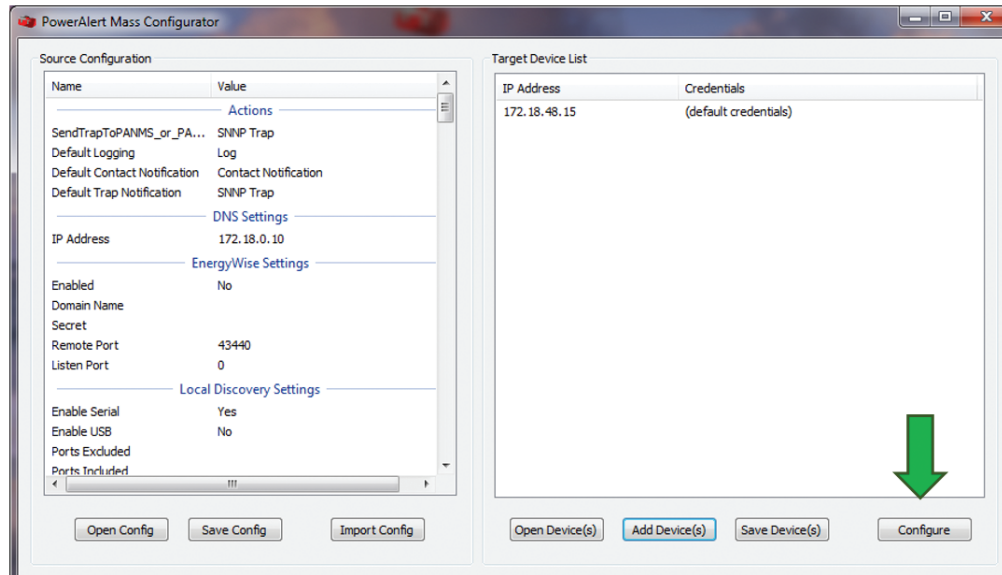 PowerAlert Mass Configurator
Source Configuration
Name Value
Actions
SendTrapToPANMS_or_PA... SNNP Trap
Default Logging Log
Default Contact Notification Contact Notification
Default Trap Notification SNNP Trap
DNS Settings
IP Address 172.18.0.10
EnergyWise Settings
Enabled No
Domain Name
Secret
Remote Port 43440
Listen Port 0
Local Discovery Settings
Enable Serial Yes
Enable USB No
Ports Excluded
Ports Included
Open Config Save Config Import Config
Target Device List
IP Address Credentials
172.18.48.15 (default credentials)
Open Device(s) Add Device(s) Save Device(s) Configure